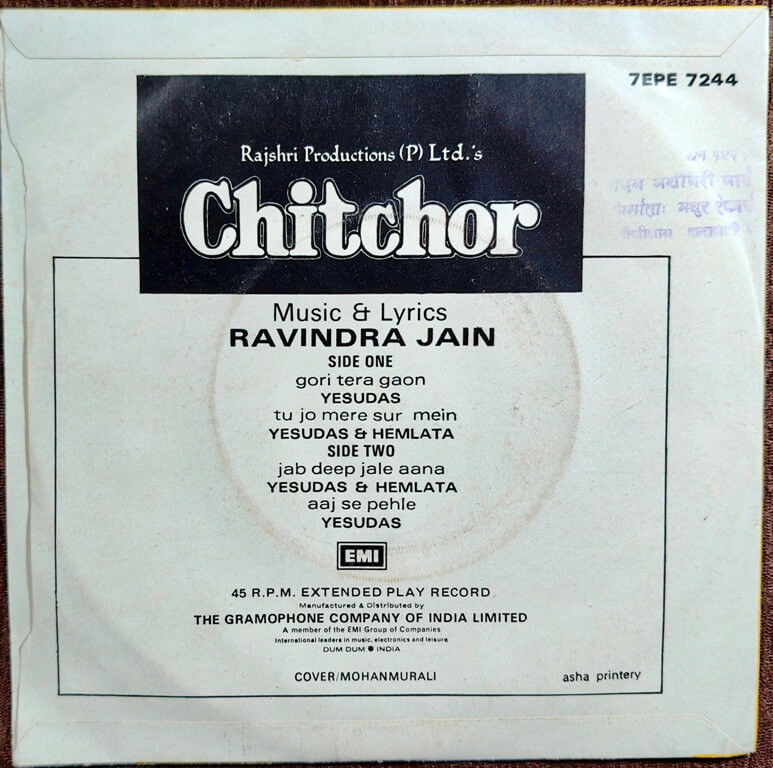 7EPE 7244
Rajshri Productions (P) Ltd.'s
Chitchor
Music & Lyrics
RAVINDRA JAIN
SIDE ONE
gori tera gaon
YESUDAS
tu jo mere sur mein
YESUDAS & HEMLATA
SIDE TWO
jab deep jale aana
YESUDAS & HEMLATA
aaj se pehle
YESUDAS
EMI
45 R.P.M. EXTENDED PLAY RECORD
Manufactured & Distributed by
THE GRAMOPHONE COMPANY OF INDIA LIMITED
A member of the EMI Group of Companies
International leaders in music, electronics and leisure
DUM DUM ● INDIA
COVER/MOHANMURALI
asha printery